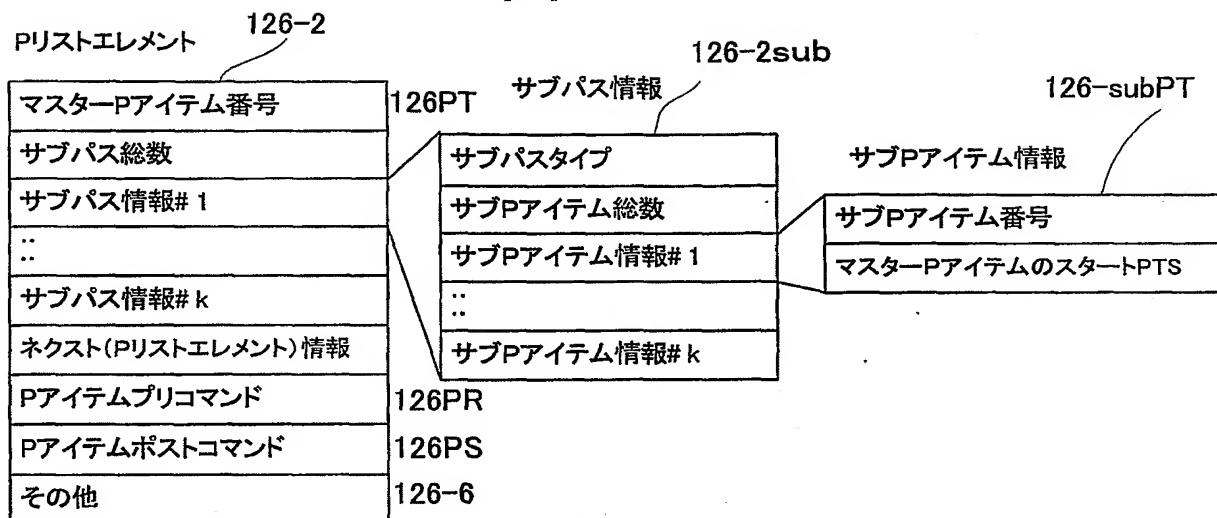 Pリストエレメント
126-2
マスターPアイテム番号
126PT
サブパス総数
サブパス情報#1
::
サブパス情報#k
ネクスト(Pリストエレメント)情報
Pアイテムプリコマンド
126PR
Pアイテムポストコマンド
126PS
その他
126-6
サブパス情報
126-2sub
サブパスタイプ
サブPアイテム総数
サブPアイテム情報#1
::
サブPアイテム情報#k
サブPアイテム情報
126-subPT
サブPアイテム番号
マスターPアイテムのスタートPTS